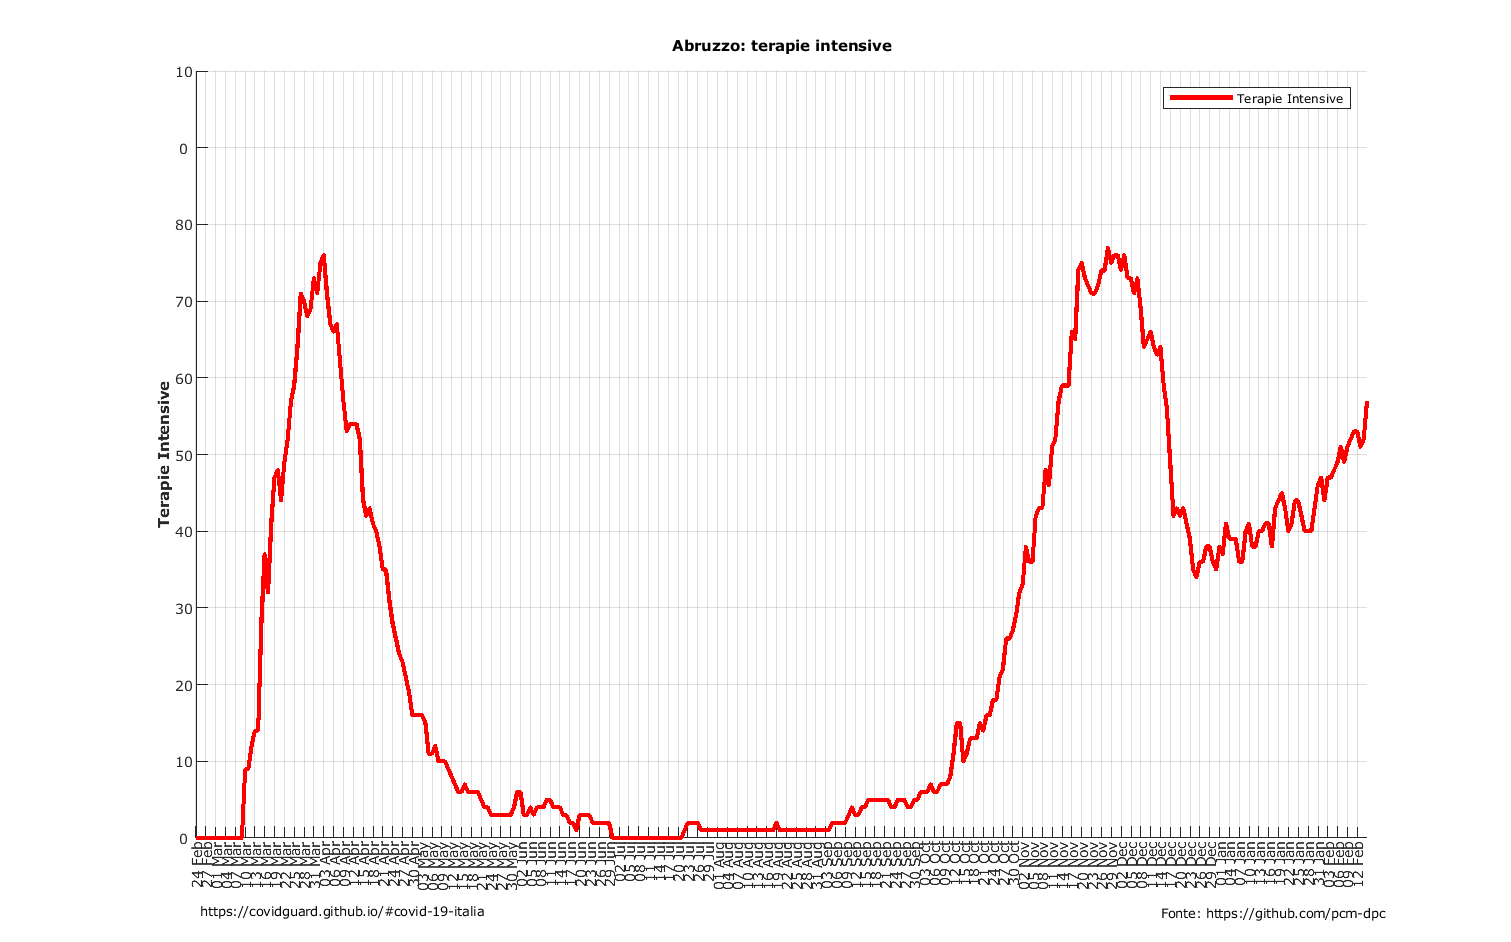 Abruzzo: terapie intensive
Terapie Intensive
Terapie Intensive
10
0
80
70
60
50
40
30
20
10
0
24 Feb
27 Feb
01 Mar
04 Mar
07 Mar
10 Mar
13 Mar
16 Mar
19 Mar
22 Mar
25 Mar
28 Mar
31 Mar
03 Apr
06 Apr
09 Apr
12 Apr
15 Apr
18 Apr
21 Apr
24 Apr
27 Apr
30 Apr
03 May
06 May
09 May
12 May
15 May
18 May
21 May
24 May
27 May
30 May
02 Jun
05 Jun
08 Jun
11 Jun
14 Jun
17 Jun
20 Jun
23 Jun
26 Jun
29 Jun
02 Jul
05 Jul
08 Jul
11 Jul
14 Jul
17 Jul
20 Jul
23 Jul
26 Jul
29 Jul
01 Aug
04 Aug
07 Aug
10 Aug
13 Aug
16 Aug
19 Aug
22 Aug
25 Aug
28 Aug
31 Aug
03 Sep
06 Sep
09 Sep
12 Sep
15 Sep
18 Sep
21 Sep
24 Sep
27 Sep
30 Sep
03 Oct
06 Oct
09 Oct
12 Oct
15 Oct
18 Oct
21 Oct
24 Oct
27 Oct
30 Oct
02 Nov
05 Nov
08 Nov
11 Nov
14 Nov
17 Nov
20 Nov
23 Nov
26 Nov
29 Nov
02 Dec
05 Dec
08 Dec
11 Dec
14 Dec
17 Dec
20 Dec
23 Dec
26 Dec
29 Dec
01 Jan
04 Jan
07 Jan
10 Jan
13 Jan
16 Jan
19 Jan
22 Jan
25 Jan
28 Jan
31 Jan
03 Feb
06 Feb
09 Feb
12 Feb
https://covidguard.github.io/#covid-19-italia
Fonte: https://github.com/pcm-dpc